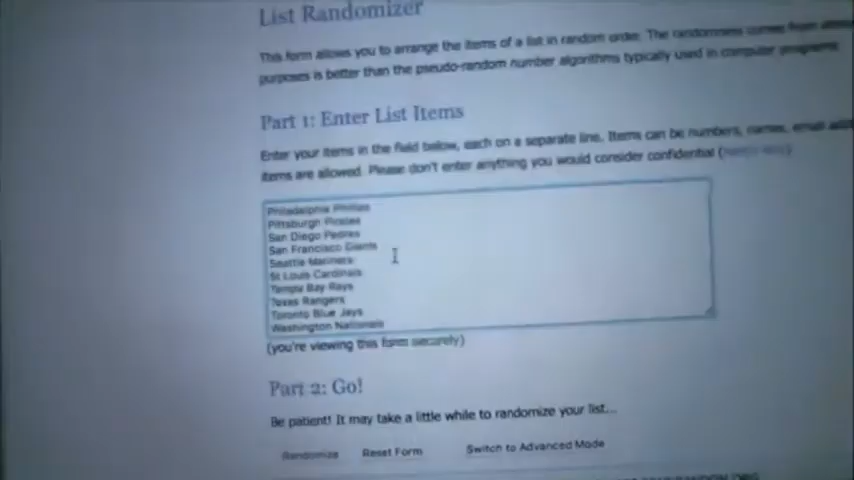 List Randomizer
This form allows you to arrange the items of a list in random order. The randomness comes from
purposes is better than the pseudo-random number algorithms typically used in computer programs.
Part 1: Enter List Items
Enter your items in the field below, each on a separate line. Items can be numbers, names, email
items are allowed. Please don't enter anything you would consider confidential (
Philadelphia Phillies
Pittsburgh Pirates
San Diego Padres
San Francisco Giants
Seattle Mariners
St Louis Cardinals
Tampa Bay Rays
Texas Rangers
Toronto Blue Jays
Washington Nationals
(you're viewing this form securely)
Part 2: Go!
Be patient! It may take a little while to randomize your list...
Randomize Reset Form Switch to Advanced Mode